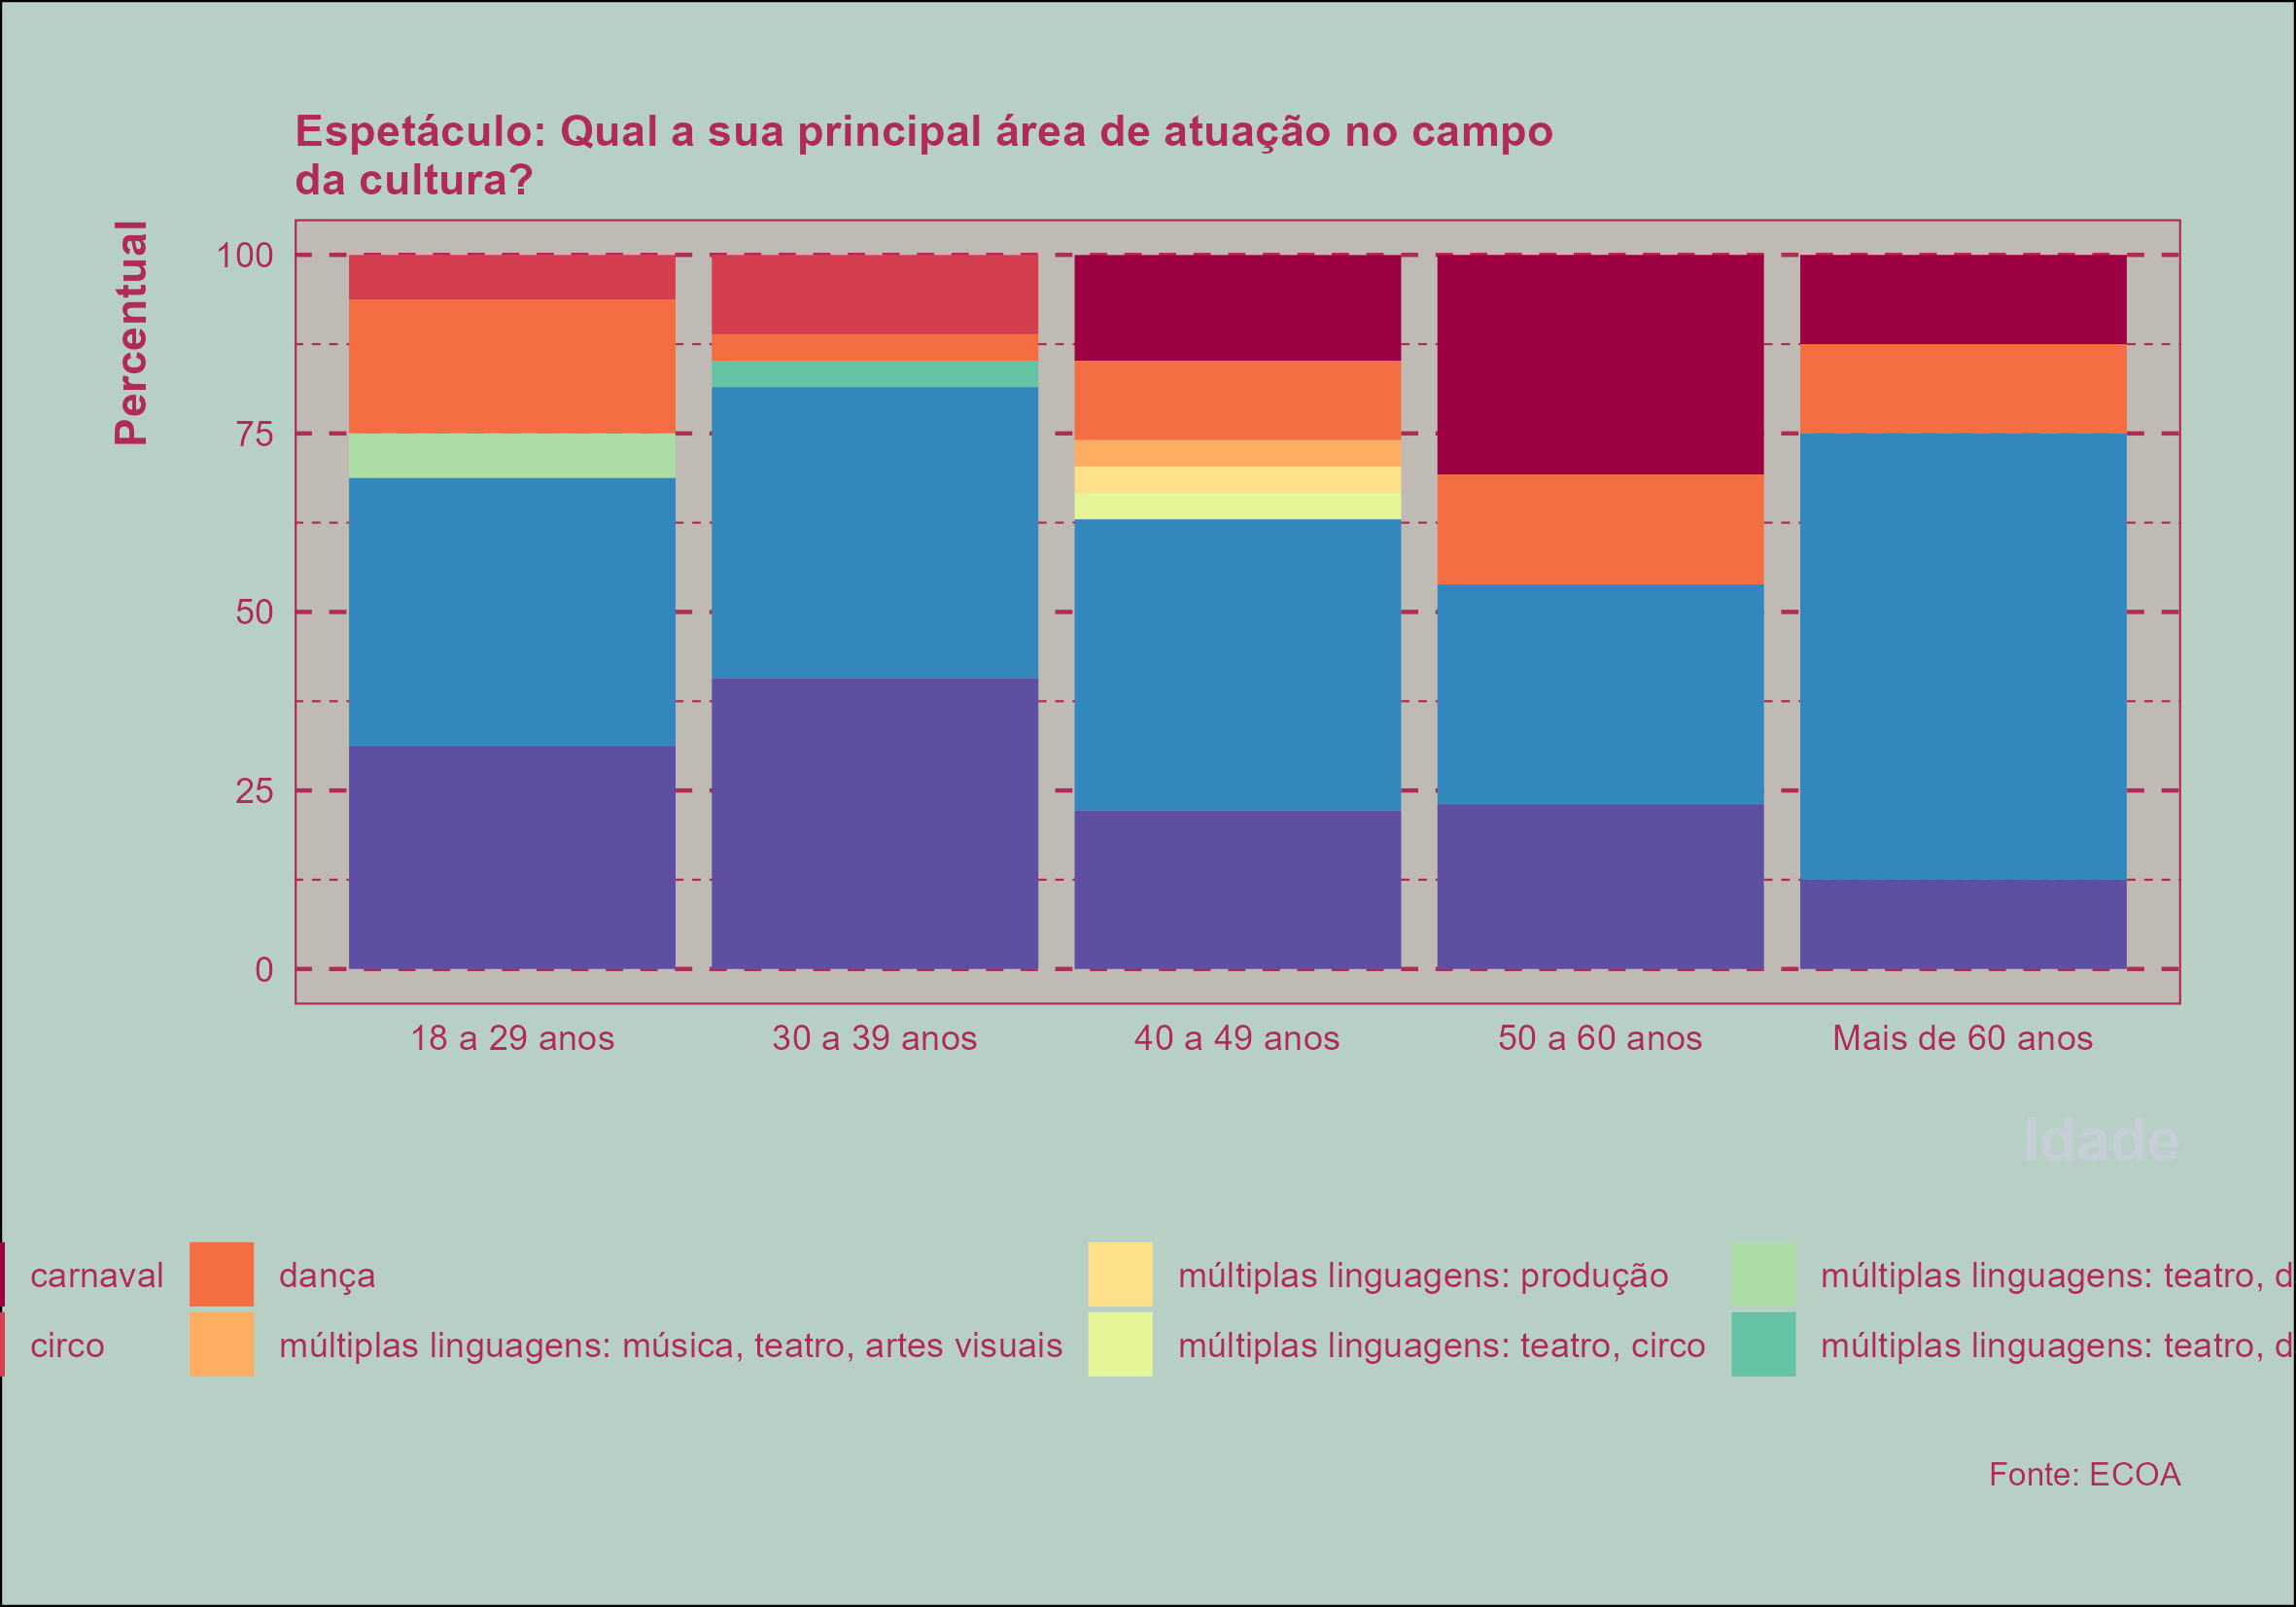 Espetáculo: Qual a sua principal área de atuação no campo
da cultura?
Percentual
100
75
50
25
0
18 a 29 anos 30 a 39 anos 40 a 49 anos 50 a 60 anos Mais de 60 anos
Idade
carnaval dança múltiplas linguagens: produção múltiplas linguagens: teatro, d
circo múltiplas linguagens: música, teatro, artes visuais múltiplas linguagens: teatro, circo múltiplas linguagens: teatro, d
Fonte: ECOA